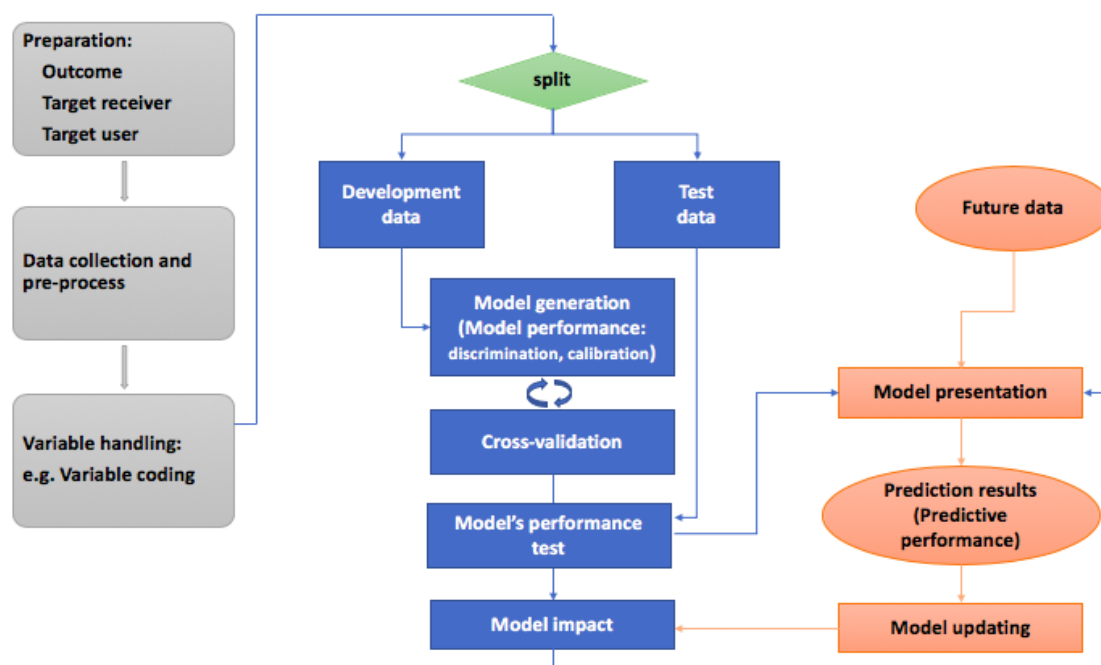 Preparation:
Outcome
Target receiver
Target user
Data collection and
pre-process
Variable handling:
e.g. Variable coding
split
Development
data
Test
data
Model generation
(Model performance:
discrimination, calibration)
Cross-validation
Model's performance
test
Model impact
Future data
Model presentation
Prediction results
(Predictive
performance)
Model updating